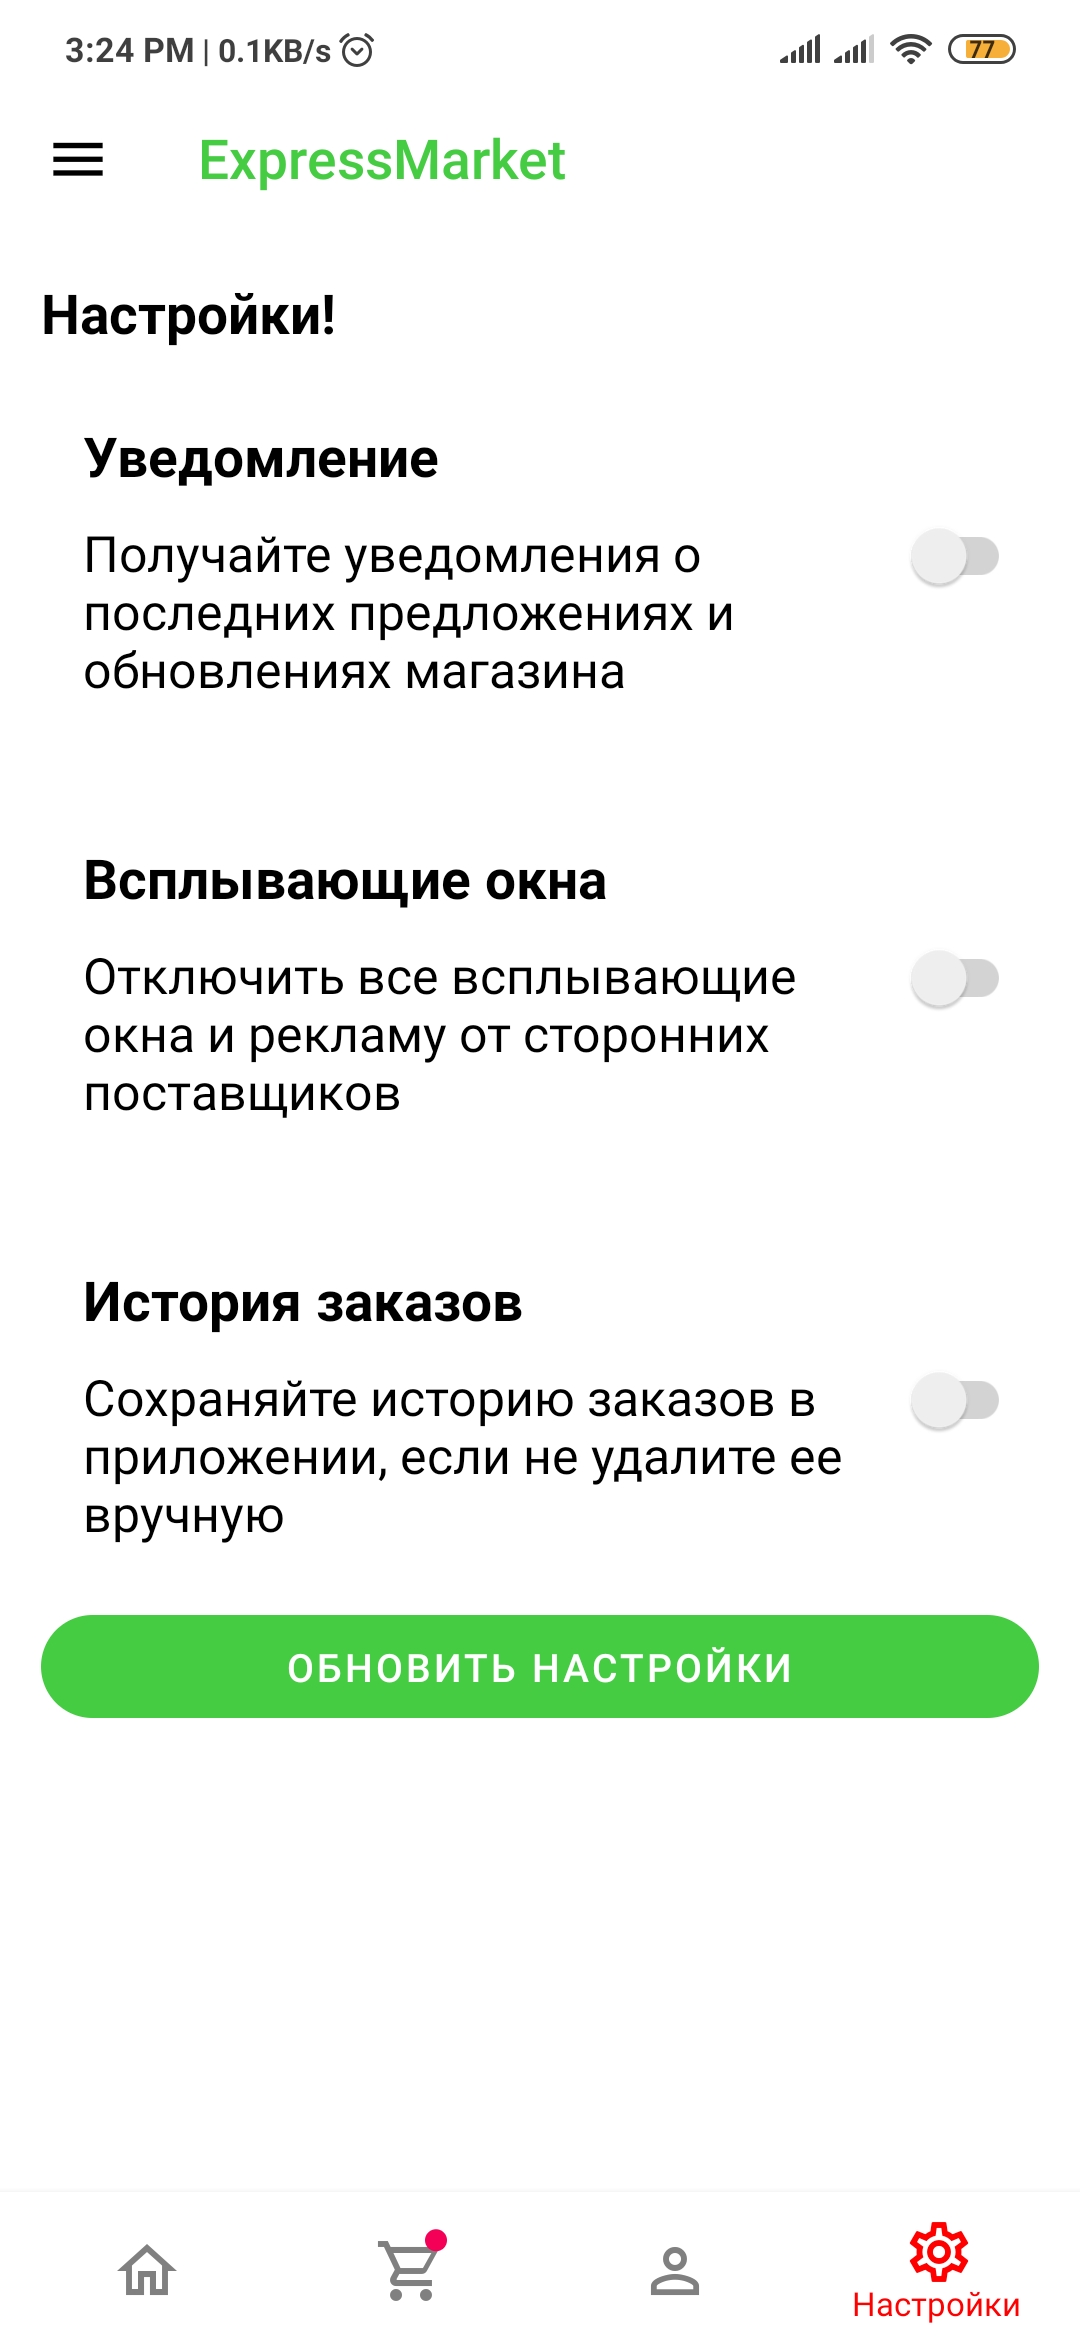 3:24 PM | 0.1KB/s
77
ExpressMarket
Настройки!
Уведомление
Получайте уведомления о
последних предложениях и
обновлениях магазина
Всплывающие окна
Отключить все всплывающие
окна и рекламу от сторонних
поставщиков
История заказов
Сохраняйте историю заказов в
приложении, если не удалите ее
вручную
ОБНОВИТЬ НАСТРОЙКИ
Настройки